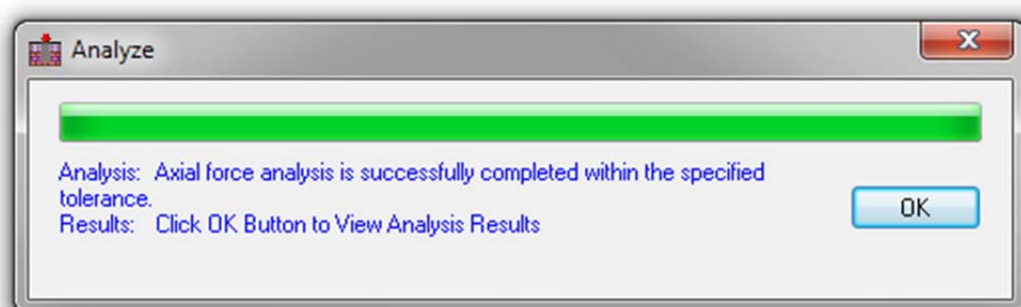 Analyze
Analysis: Axial force analysis is successfully completed within the specified
tolerance.
Results: Click OK Button to View Analysis Results
OK